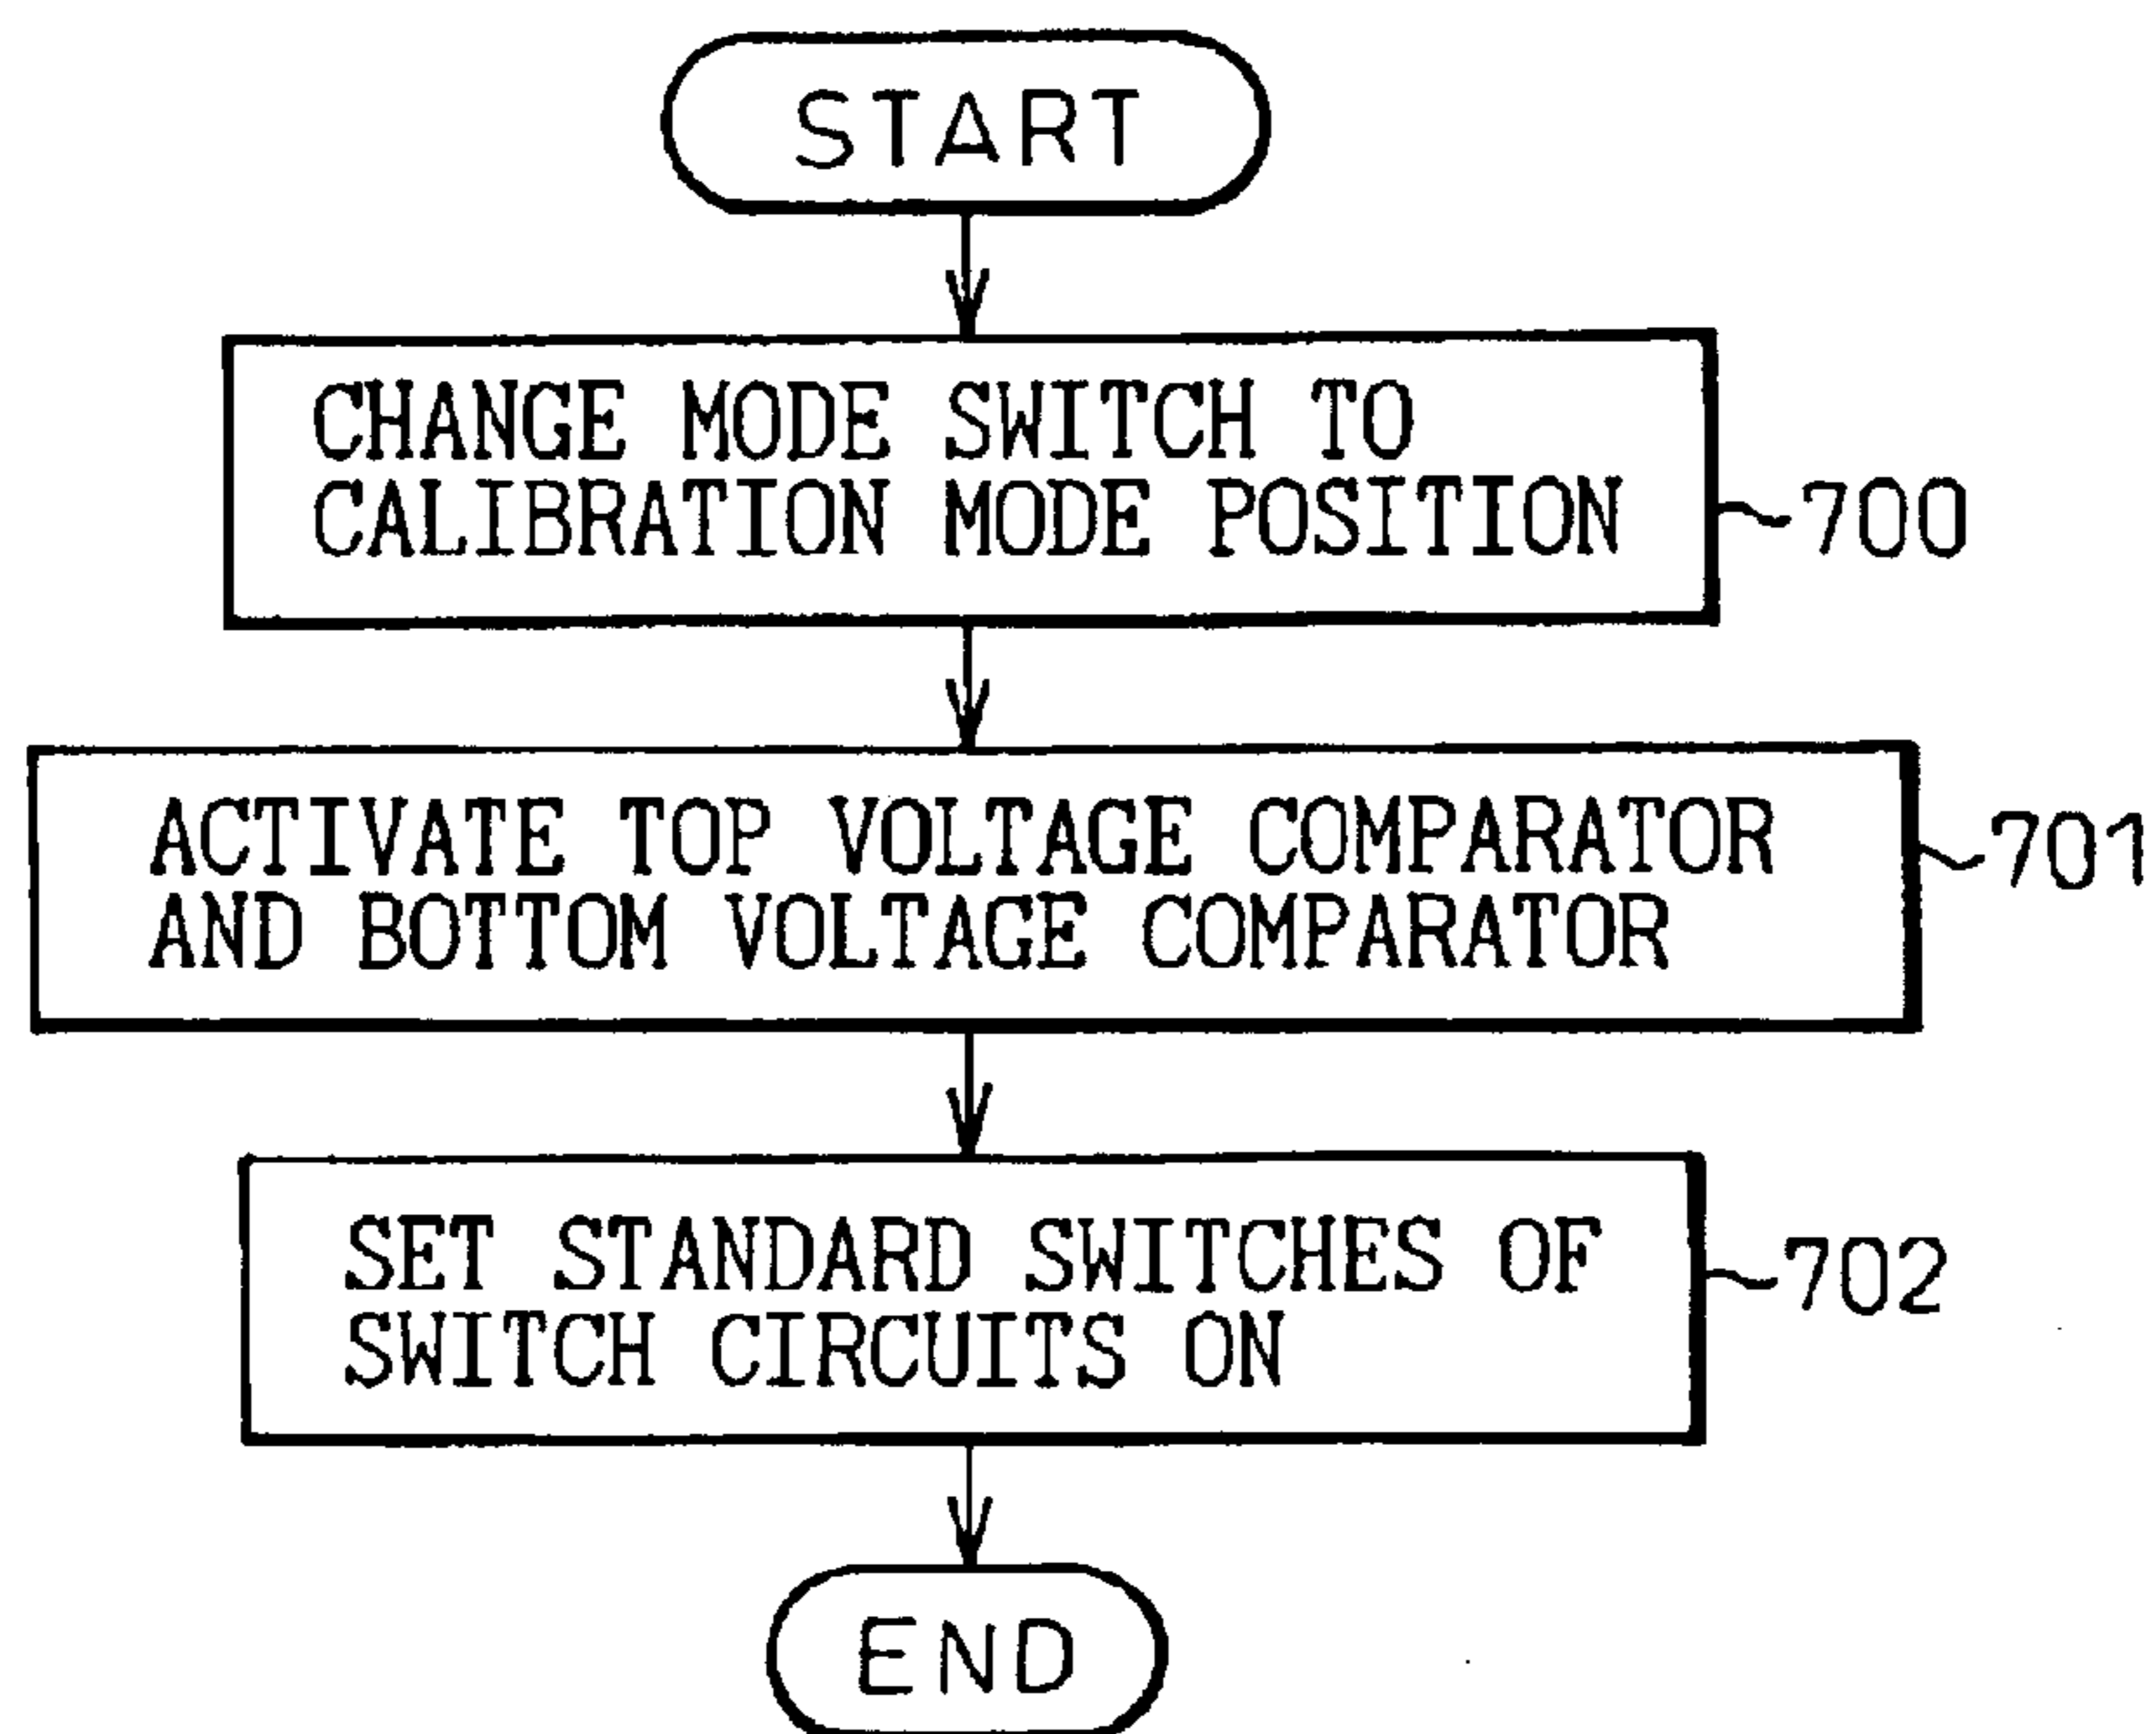 START
CHANGE MODE SWITCH TO
CALIBRATION MODE POSITION
700
ACTIVATE TOP VOLTAGE COMPARATOR
AND BOTTOM VOLTAGE COMPARATOR
701
SET STANDARD SWITCHES OF
SWITCH CIRCUITS ON
702
END